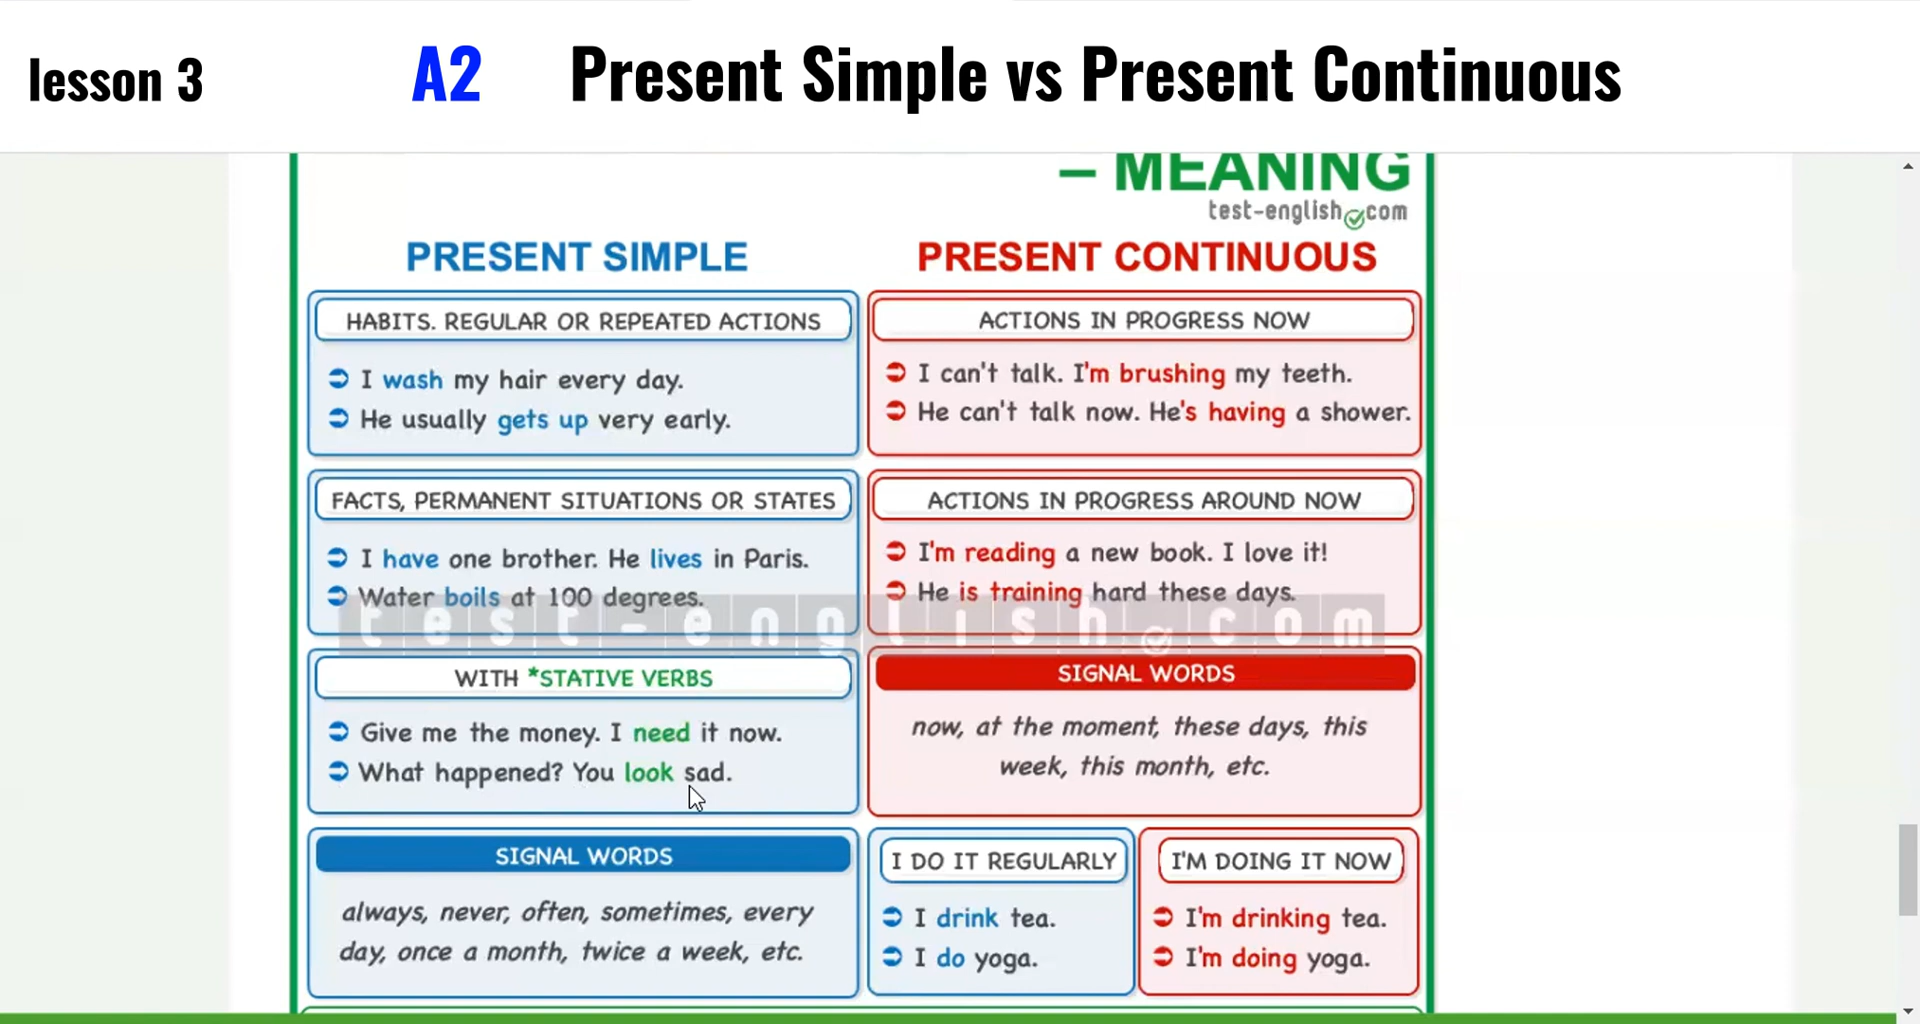 lesson 3 A2 Present Simple vs Present Continuous
– MEANING
test-english.com
PRESENT SIMPLE
HABITS. REGULAR OR REPEATED ACTIONS
I wash my hair every day.
He usually gets up very early.
FACTS, PERMANENT SITUATIONS OR STATES
I have one brother. He lives in Paris.
Water boils at 100 degrees.
WITH *STATIVE VERBS
Give me the money. I need it now.
What happened? You look sad.
SIGNAL WORDS
always, never, often, sometimes, every
day, once a month, twice a week, etc.
PRESENT CONTINUOUS
ACTIONS IN PROGRESS NOW
I can't talk. I'm brushing my teeth.
He can't talk now. He's having a shower.
ACTIONS IN PROGRESS AROUND NOW
I'm reading a new book. I love it!
He is training hard these days.
SIGNAL WORDS
now, at the moment, these days, this
week, this month, etc.
I DO IT REGULARLY
I drink tea.
I do yoga.
I'M DOING IT NOW
I'm drinking tea.
I'm doing yoga.
test-english.com